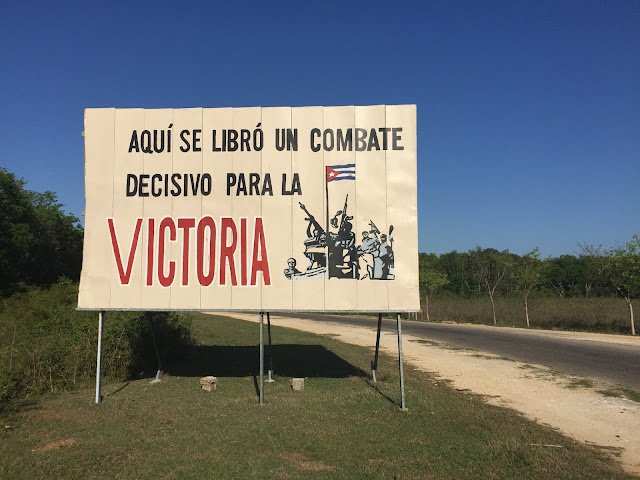 AQUÍ SE LIBRÓ UN COMBATE
DECISIVO PARA LA
VICTORIA